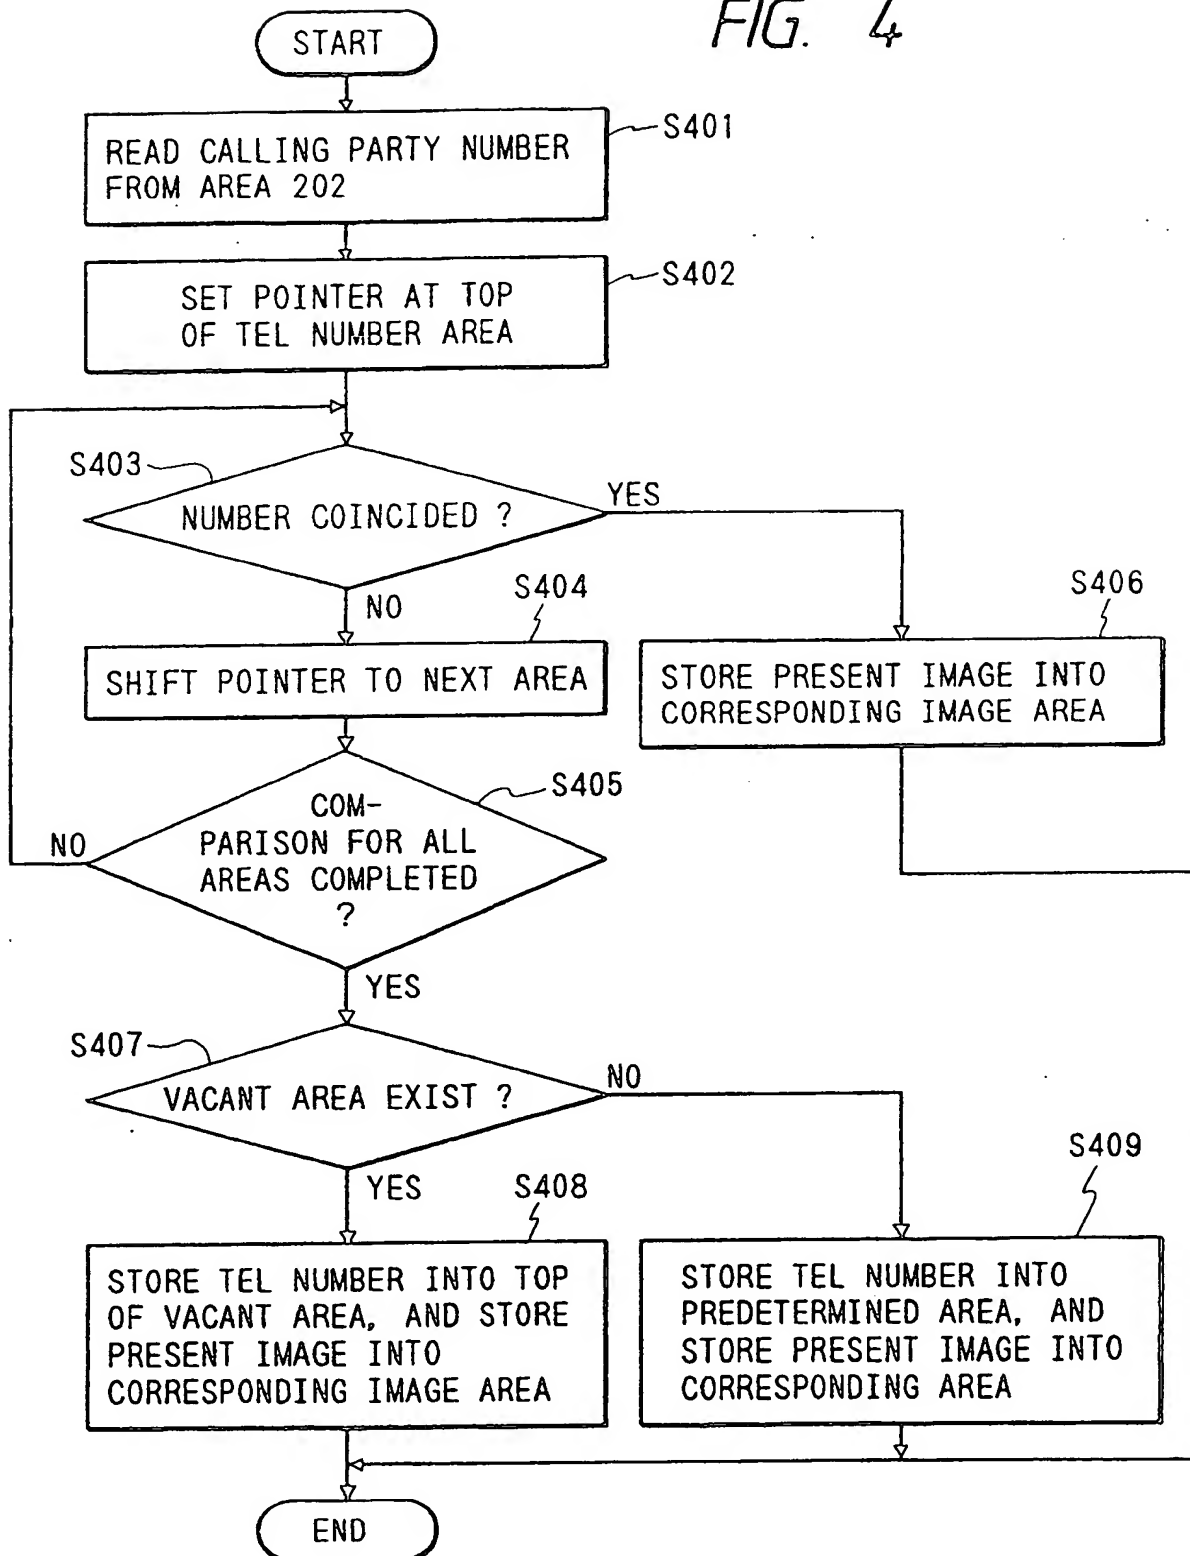 FIG. 4
START
READ CALLING PARTY NUMBER
FROM AREA 202
S401
SET POINTER AT TOP
OF TEL NUMBER AREA
S402
S403
NUMBER COINCIDED ?
YES
NO
S404
SHIFT POINTER TO NEXT AREA
S406
STORE PRESENT IMAGE INTO
CORRESPONDING IMAGE AREA
S405
COM-
PARISON FOR ALL
AREAS COMPLETED
?
NO
YES
S407
VACANT AREA EXIST ?
NO
YES
S408
STORE TEL NUMBER INTO TOP
OF VACANT AREA, AND STORE
PRESENT IMAGE INTO
CORRESPONDING IMAGE AREA
S409
STORE TEL NUMBER INTO
PREDETERMINED AREA, AND
STORE PRESENT IMAGE INTO
CORRESPONDING AREA
END